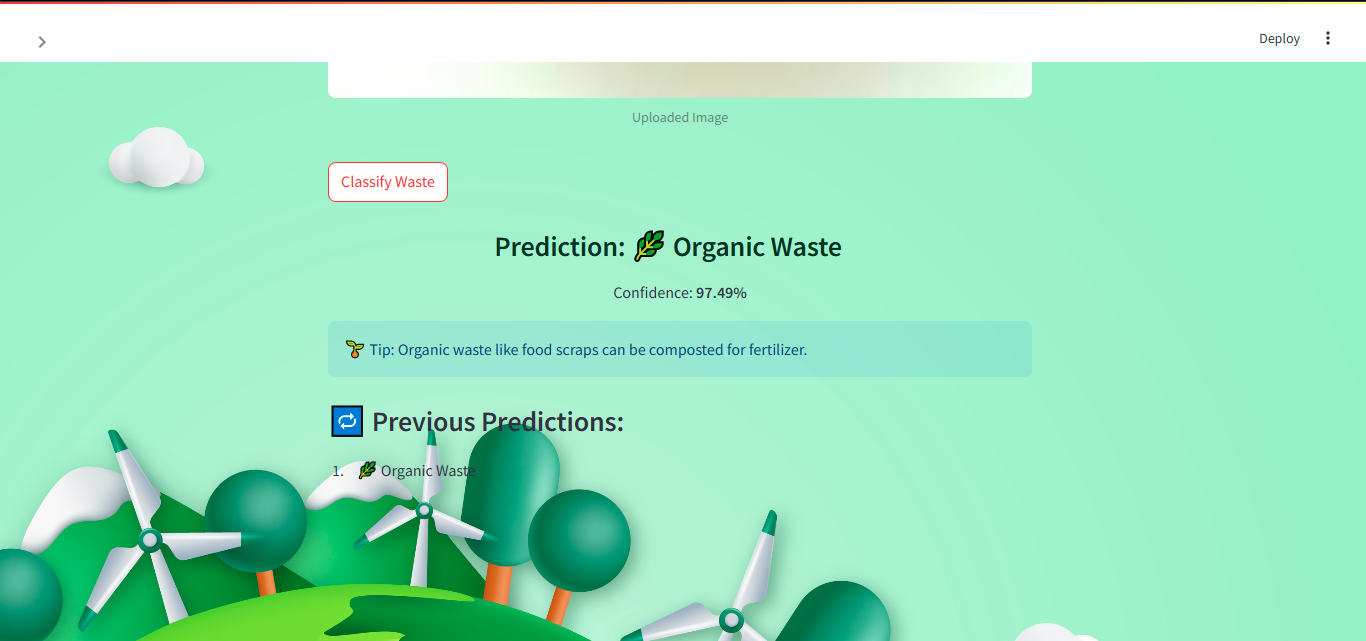 Deploy
Uploaded Image
Classify Waste
Prediction: 🌿 Organic Waste
Confidence: 97.49%
🌱 Tip: Organic waste like food scraps can be composted for fertilizer.
🔁 Previous Predictions:
1. 🌿 Organic Waste